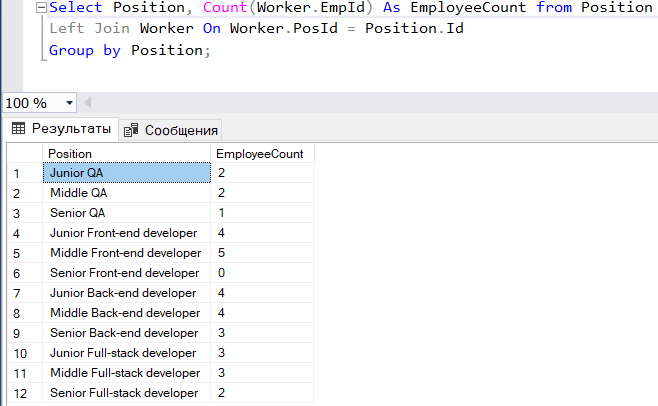 Select Position, Count(Worker.EmpId) As EmployeeCount from Position
Left Join Worker On Worker.PosId = Position.Id
Group by Position;
100 %
Результаты Сообщения
Position EmployeeCount
1 Junior QA 2
2 Middle QA 2
3 Senior QA 1
4 Junior Front-end developer 4
5 Middle Front-end developer 5
6 Senior Front-end developer 0
7 Junior Back-end developer 4
8 Middle Back-end developer 4
9 Senior Back-end developer 3
10 Junior Full-stack developer 3
11 Middle Full-stack developer 3
12 Senior Full-stack developer 2